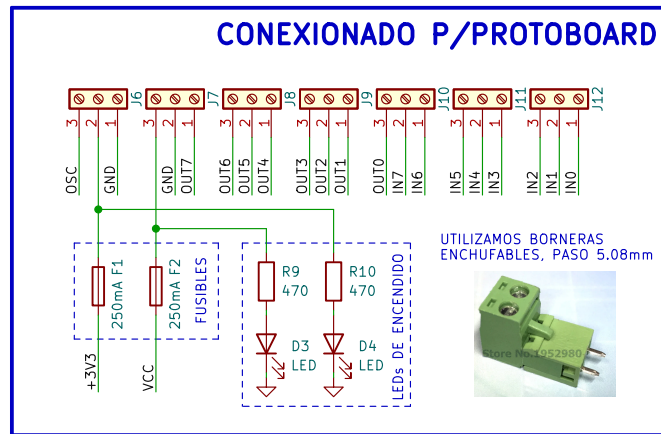 CONEXIONADO P/PROTOBOARD
J6
J7
J8
J9
J10
J11
J12
3 2 1
3 2 1
3 2 1
3 2 1
3 2 1
3 2 1
3 2 1
OSC
GND
GND
OUT7
OUT6
OUT5
OUT4
OUT3
OUT2
OUT1
OUT0
IN7
IN6
IN5
IN4
IN3
IN2
IN1
IN0
250mA F1
250mA F2
FUSIBLES
+3V3
VCC
R9
470
R10
470
D3
LED
D4
LED
LEDs DE ENCENDIDO
UTILIZAMOS BORNERAS
ENCHUFABLES, PASO 5.08mm
Store No.1952980